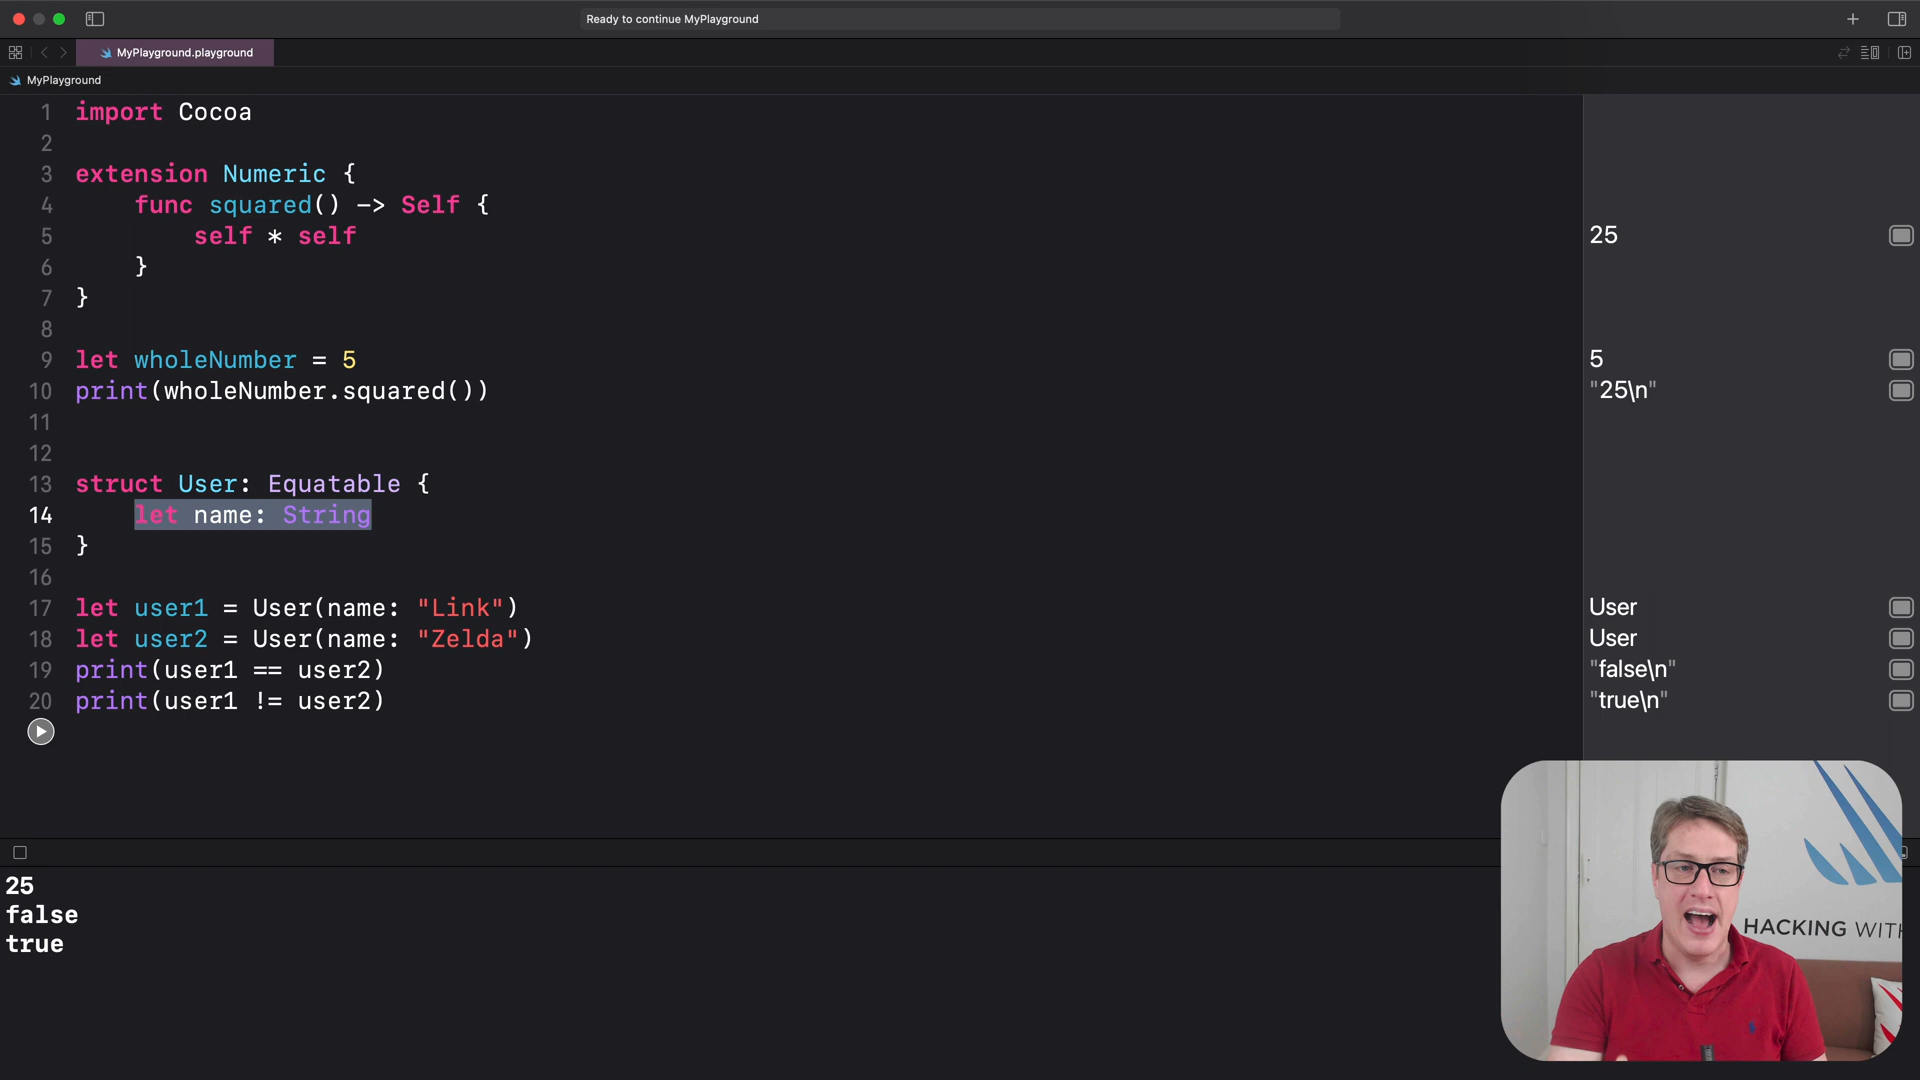 Ready to continue MyPlayground
MyPlayground.playground
MyPlayground
1 import Cocoa
2
3 extension Numeric {
4 func squared() -> Self {
5 self * self
25
6 }
7 }
8
9 let wholeNumber = 5
5
10 print(wholeNumber.squared())
"25\n"
11
12
13 struct User: Equatable {
14 let name: String
15 }
16
17 let user1 = User(name: "Link")
User
18 let user2 = User(name: "Zelda")
User
19 print(user1 == user2)
"false\n"
20 print(user1 != user2)
"true\n"
25
false
true
HACKING WITH